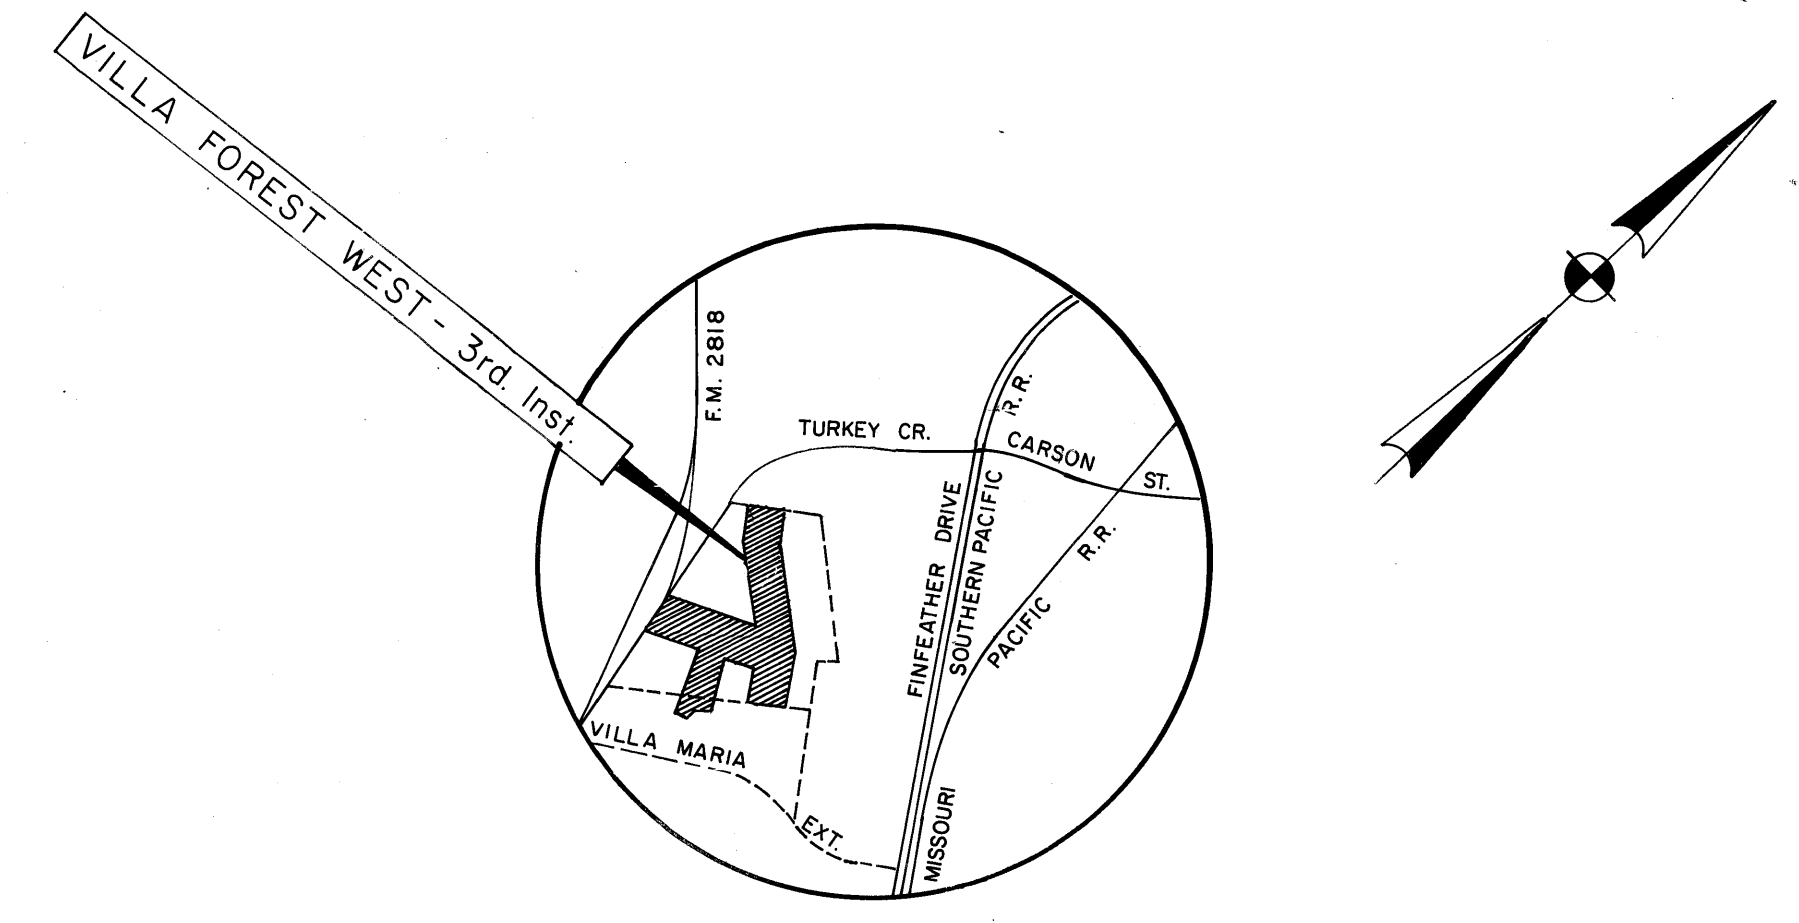 VILLA FOREST WEST - 3rd. Inst.
F.M. 2818
TURKEY CR.
CARSON ST.
FINFEATHER DRIVE
SOUTHERN PACIFIC R.R.
MISSOURI PACIFIC R.R.
VILLA MARIA EXT.